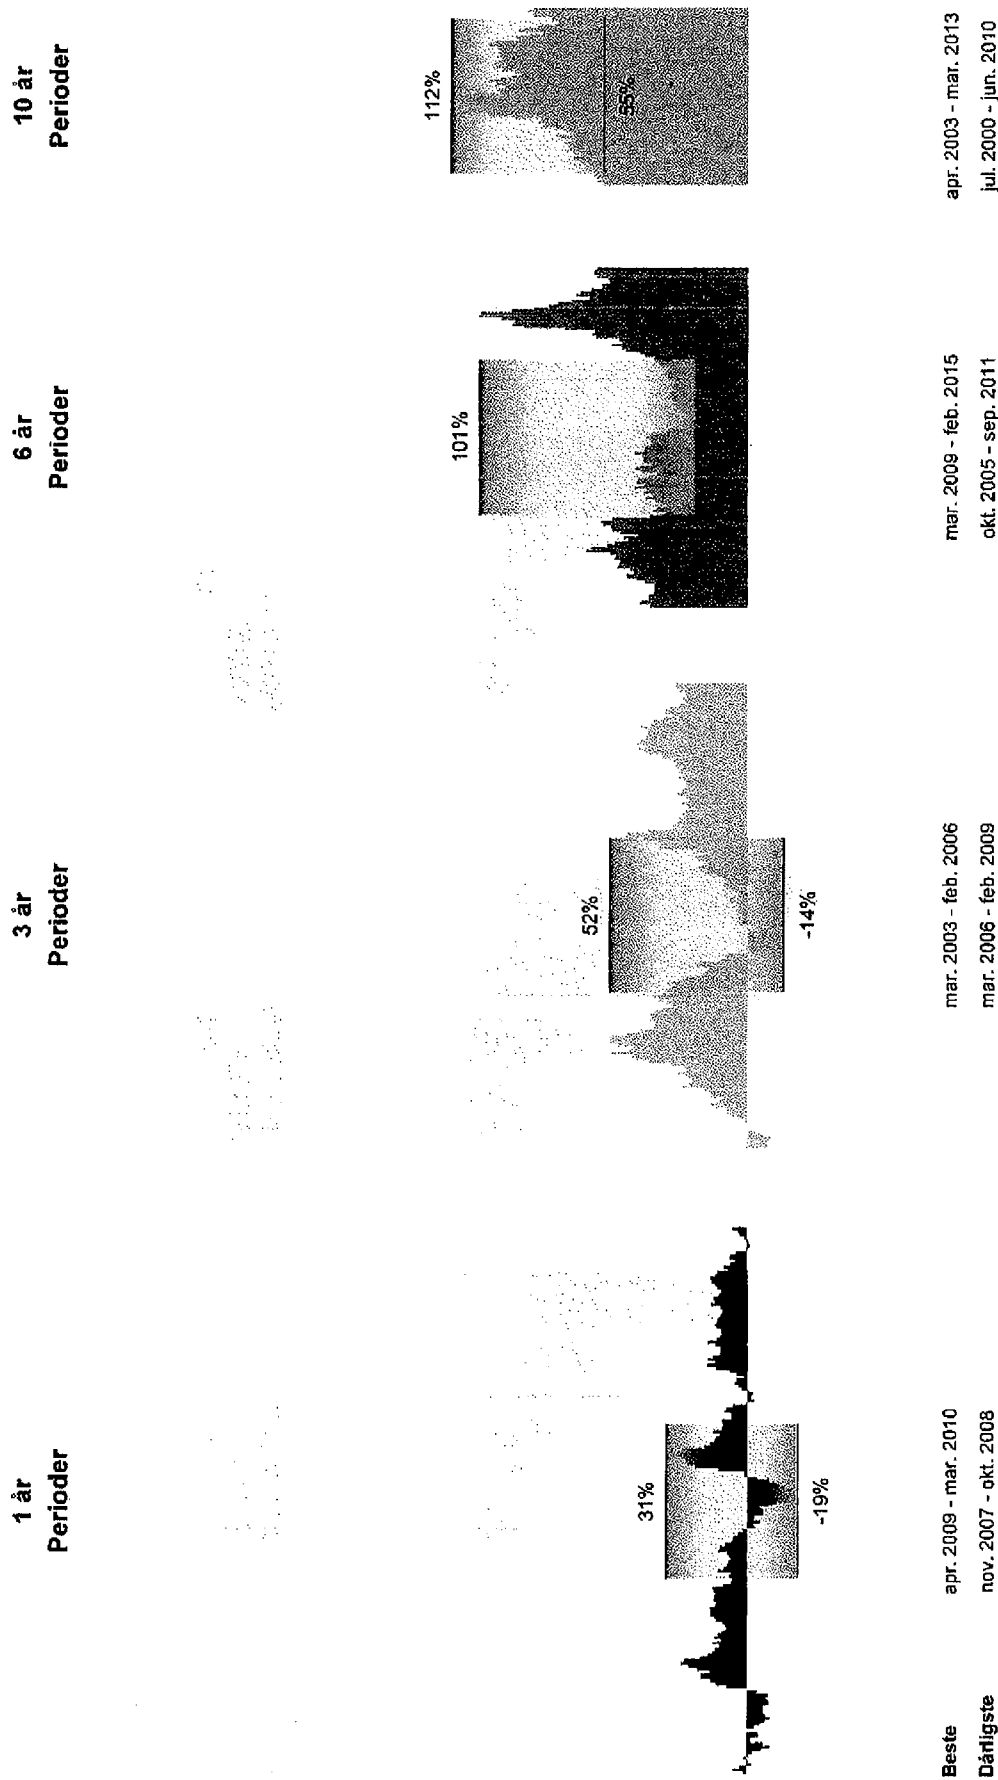 1 år
Perioder
3 år
Perioder
6 år
Perioder
10 år
Perioder
31%
-19%
52%
-14%
101%
112%
55%
Beste
apr. 2009 - mar. 2010
mar. 2003 - feb. 2006
mar. 2009 - feb. 2015
apr. 2003 - mar. 2013
Dårligste
nov. 2007 - okt. 2008
mar. 2006 - feb. 2009
okt. 2005 - sep. 2011
jul. 2000 - jun. 2010